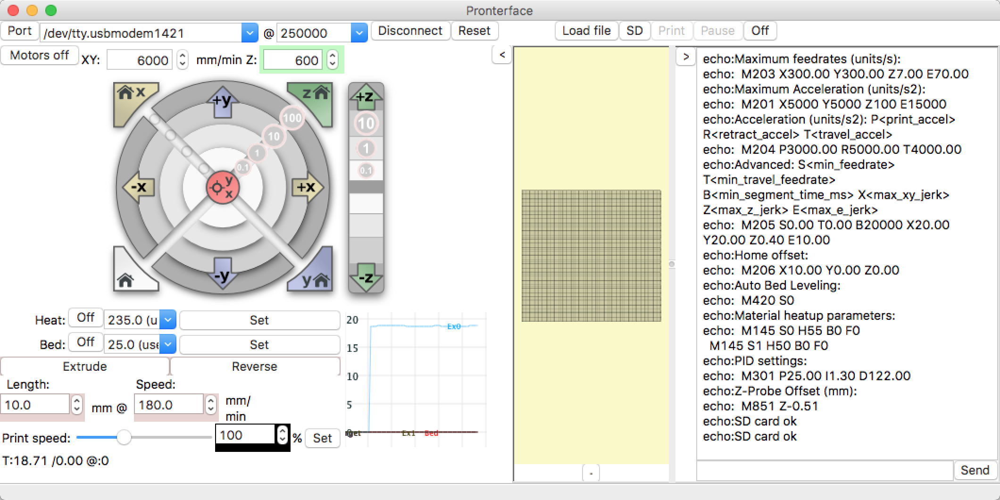 Pronterface
Port /dev/tty.usbmodem1421 @ 250000 Disconnect Reset Load file SD Print Pause Off
Motors off XY: 6000 mm/min Z: 600
< >
x z
+y +z
100 10
10 1
1 0.1
0.1
-x y x +x
-y -z
y
Heat: Off 235.0 (u Set
Bed: Off 25.0 (use Set
Extrude Reverse
Length: Speed:
10.0 mm @ 180.0 mm/
min
Print speed: 100 % Set
T:18.71 /0.00 @:0
20
Ex0
15
10
5
Ex1 Bed
-
echo:Maximum feedrates (units/s):
echo:  M203 X300.00 Y300.00 Z7.00 E70.00
echo:Maximum Acceleration (units/s2):
echo:  M201 X5000 Y5000 Z100 E15000
echo:Acceleration (units/s2): P<print_accel>
R<retract_accel> T<travel_accel>
echo:  M204 P3000.00 R5000.00 T4000.00
echo:Advanced: S<min_feedrate>
T<min_travel_feedrate>
B<min_segment_time_ms> X<max_xy_jerk>
Z<max_z_jerk> E<max_e_jerk>
echo:  M205 S0.00 T0.00 B20000 X20.00
Y20.00 Z0.40 E10.00
echo:Home offset:
echo:  M206 X10.00 Y0.00 Z0.00
echo:Auto Bed Leveling:
echo:  M420 S0
echo:Material heatup parameters:
echo:  M145 S0 H55 B0 F0
  M145 S1 H50 B0 F0
echo:PID settings:
echo:  M301 P25.00 I1.30 D122.00
echo:Z-Probe Offset (mm):
echo:  M851 Z-0.51
echo:SD card ok
echo:SD card ok
Send